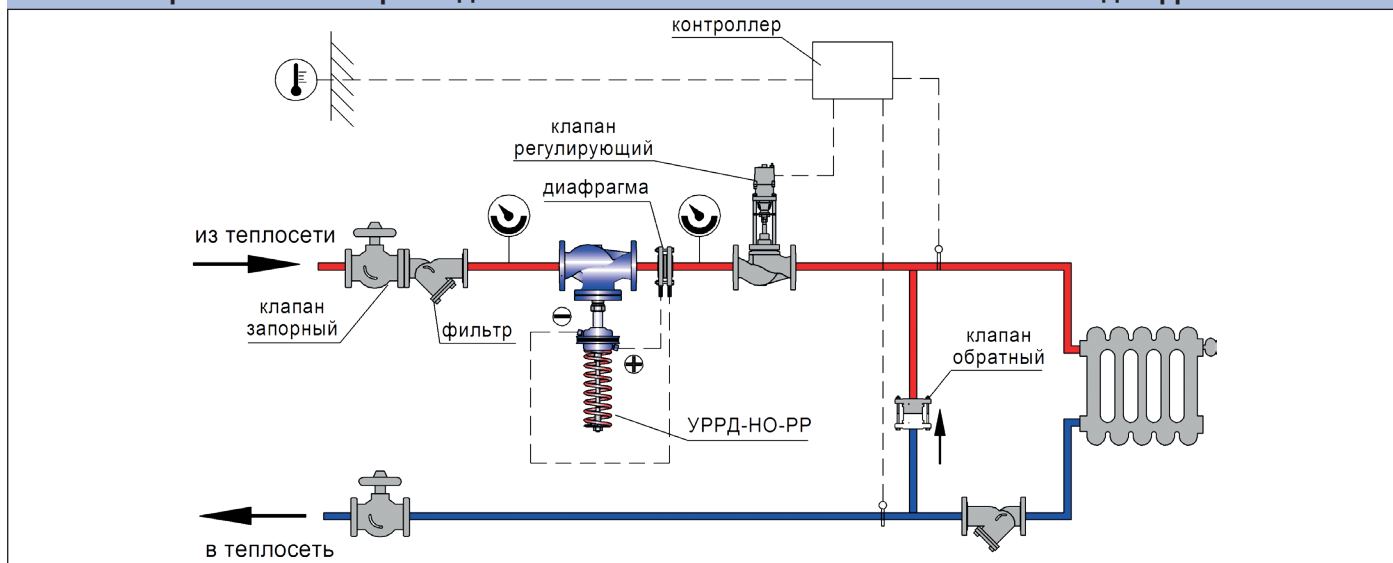 контроллер
клапан
регулирующий
диафрагма
из теплосети
клапан
запорный
фильтр
клапан
обратный
УРРД-НО-РР
в теплосеть